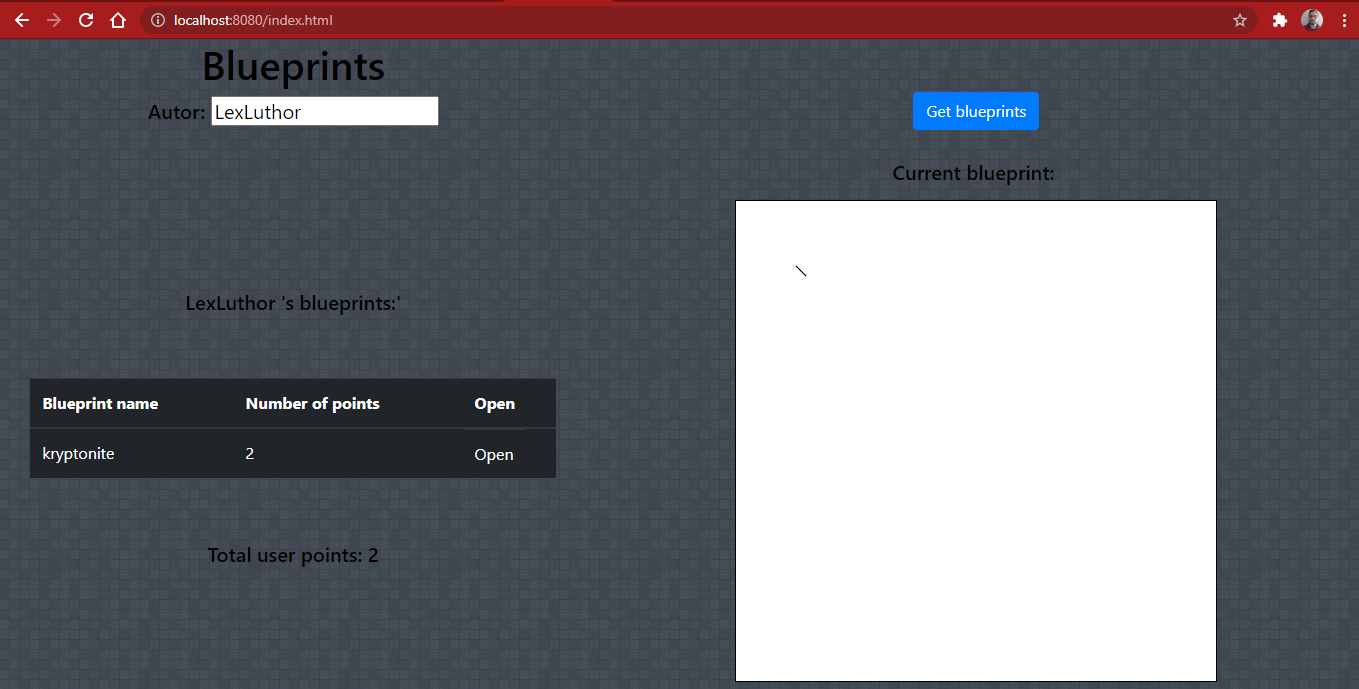 localhost:8080/index.html
Blueprints
Autor: LexLuthor
Get blueprints
Current blueprint:
LexLuthor 's blueprints:'
Blueprint name Number of points Open
kryptonite 2 Open
Total user points: 2